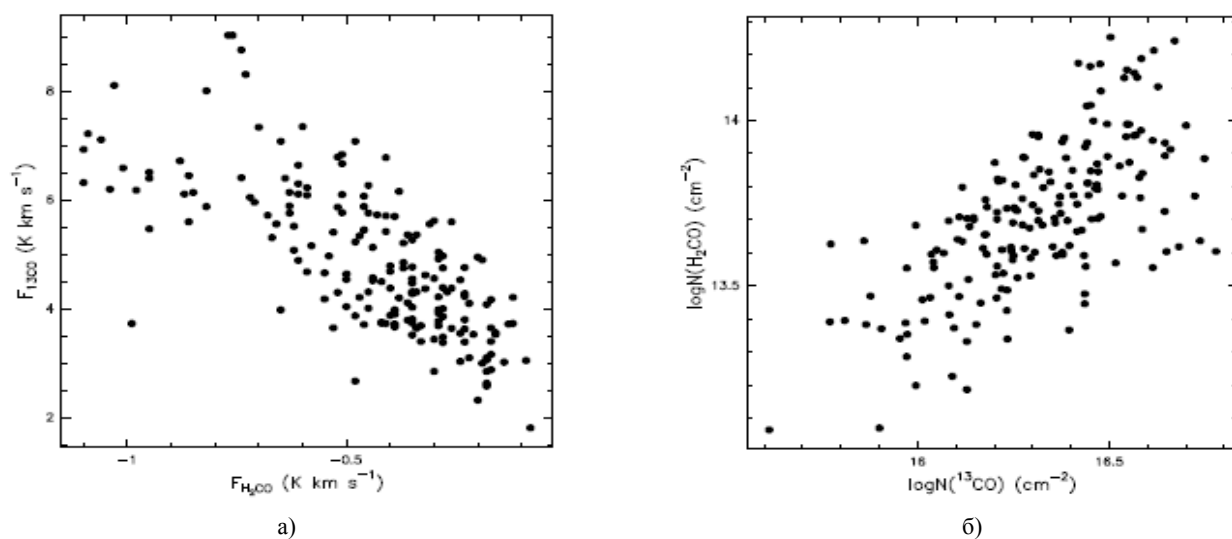 8
6
4
2
F₁₃CO (K km s⁻¹)
−1
−0.5
F_H₂CO (K km s⁻¹)
а)
14
13.5
logN(H₂CO) (cm⁻²)
16
16.5
logN(¹³CO) (cm⁻²)
б)